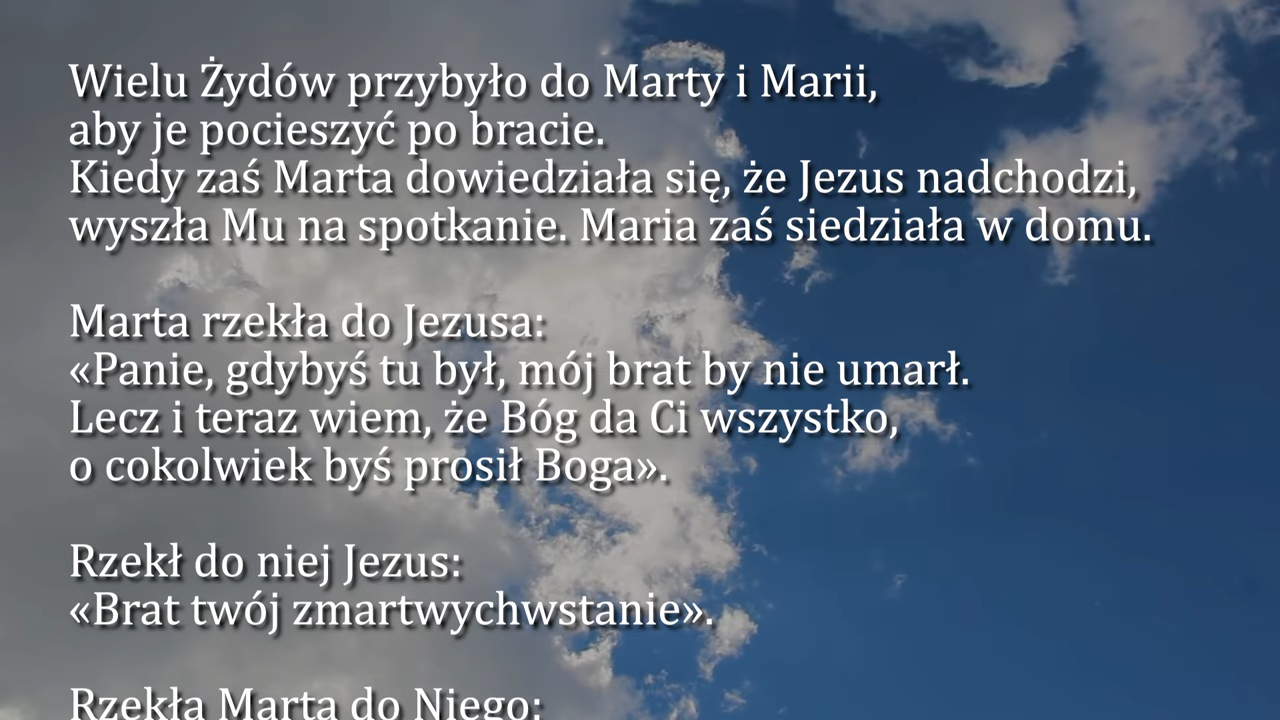 Wielu Żydów przybyło do Marty i Marii,
aby je pocieszyć po bracie.
Kiedy zaś Marta dowiedziała się, że Jezus nadchodzi,
wyszła Mu na spotkanie. Maria zaś siedziała w domu.
Marta rzekła do Jezusa:
«Panie, gdybyś tu był, mój brat by nie umarł.
Lecz i teraz wiem, że Bóg da Ci wszystko,
o cokolwiek byś prosił Boga».
Rzekł do niej Jezus:
«Brat twój zmartwychwstanie».
Rzekła Marta do Niego: